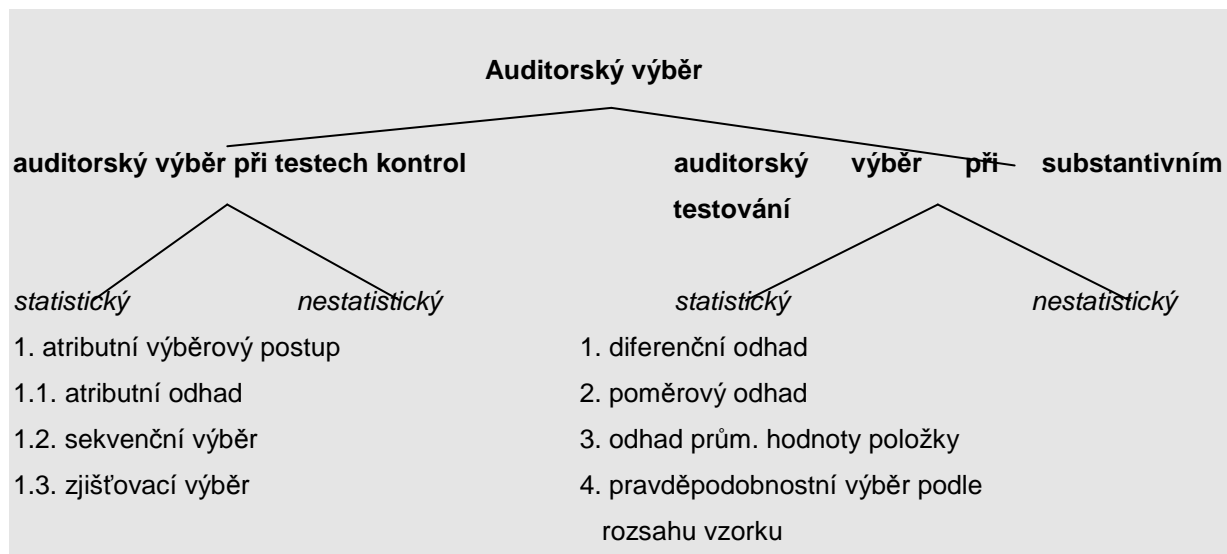 Auditorský výběr
auditorský výběr při testech kontrol
auditorský výběr při substantivním
testování
statistický nestatistický
statistický nestatistický
1. atributní výběrový postup
1.1. atributní odhad
1.2. sekvenční výběr
1.3. zjišťovací výběr
1. diferenční odhad
2. poměrový odhad
3. odhad prům. hodnoty položky
4. pravděpodobnostní výběr podle
rozsahu vzorku